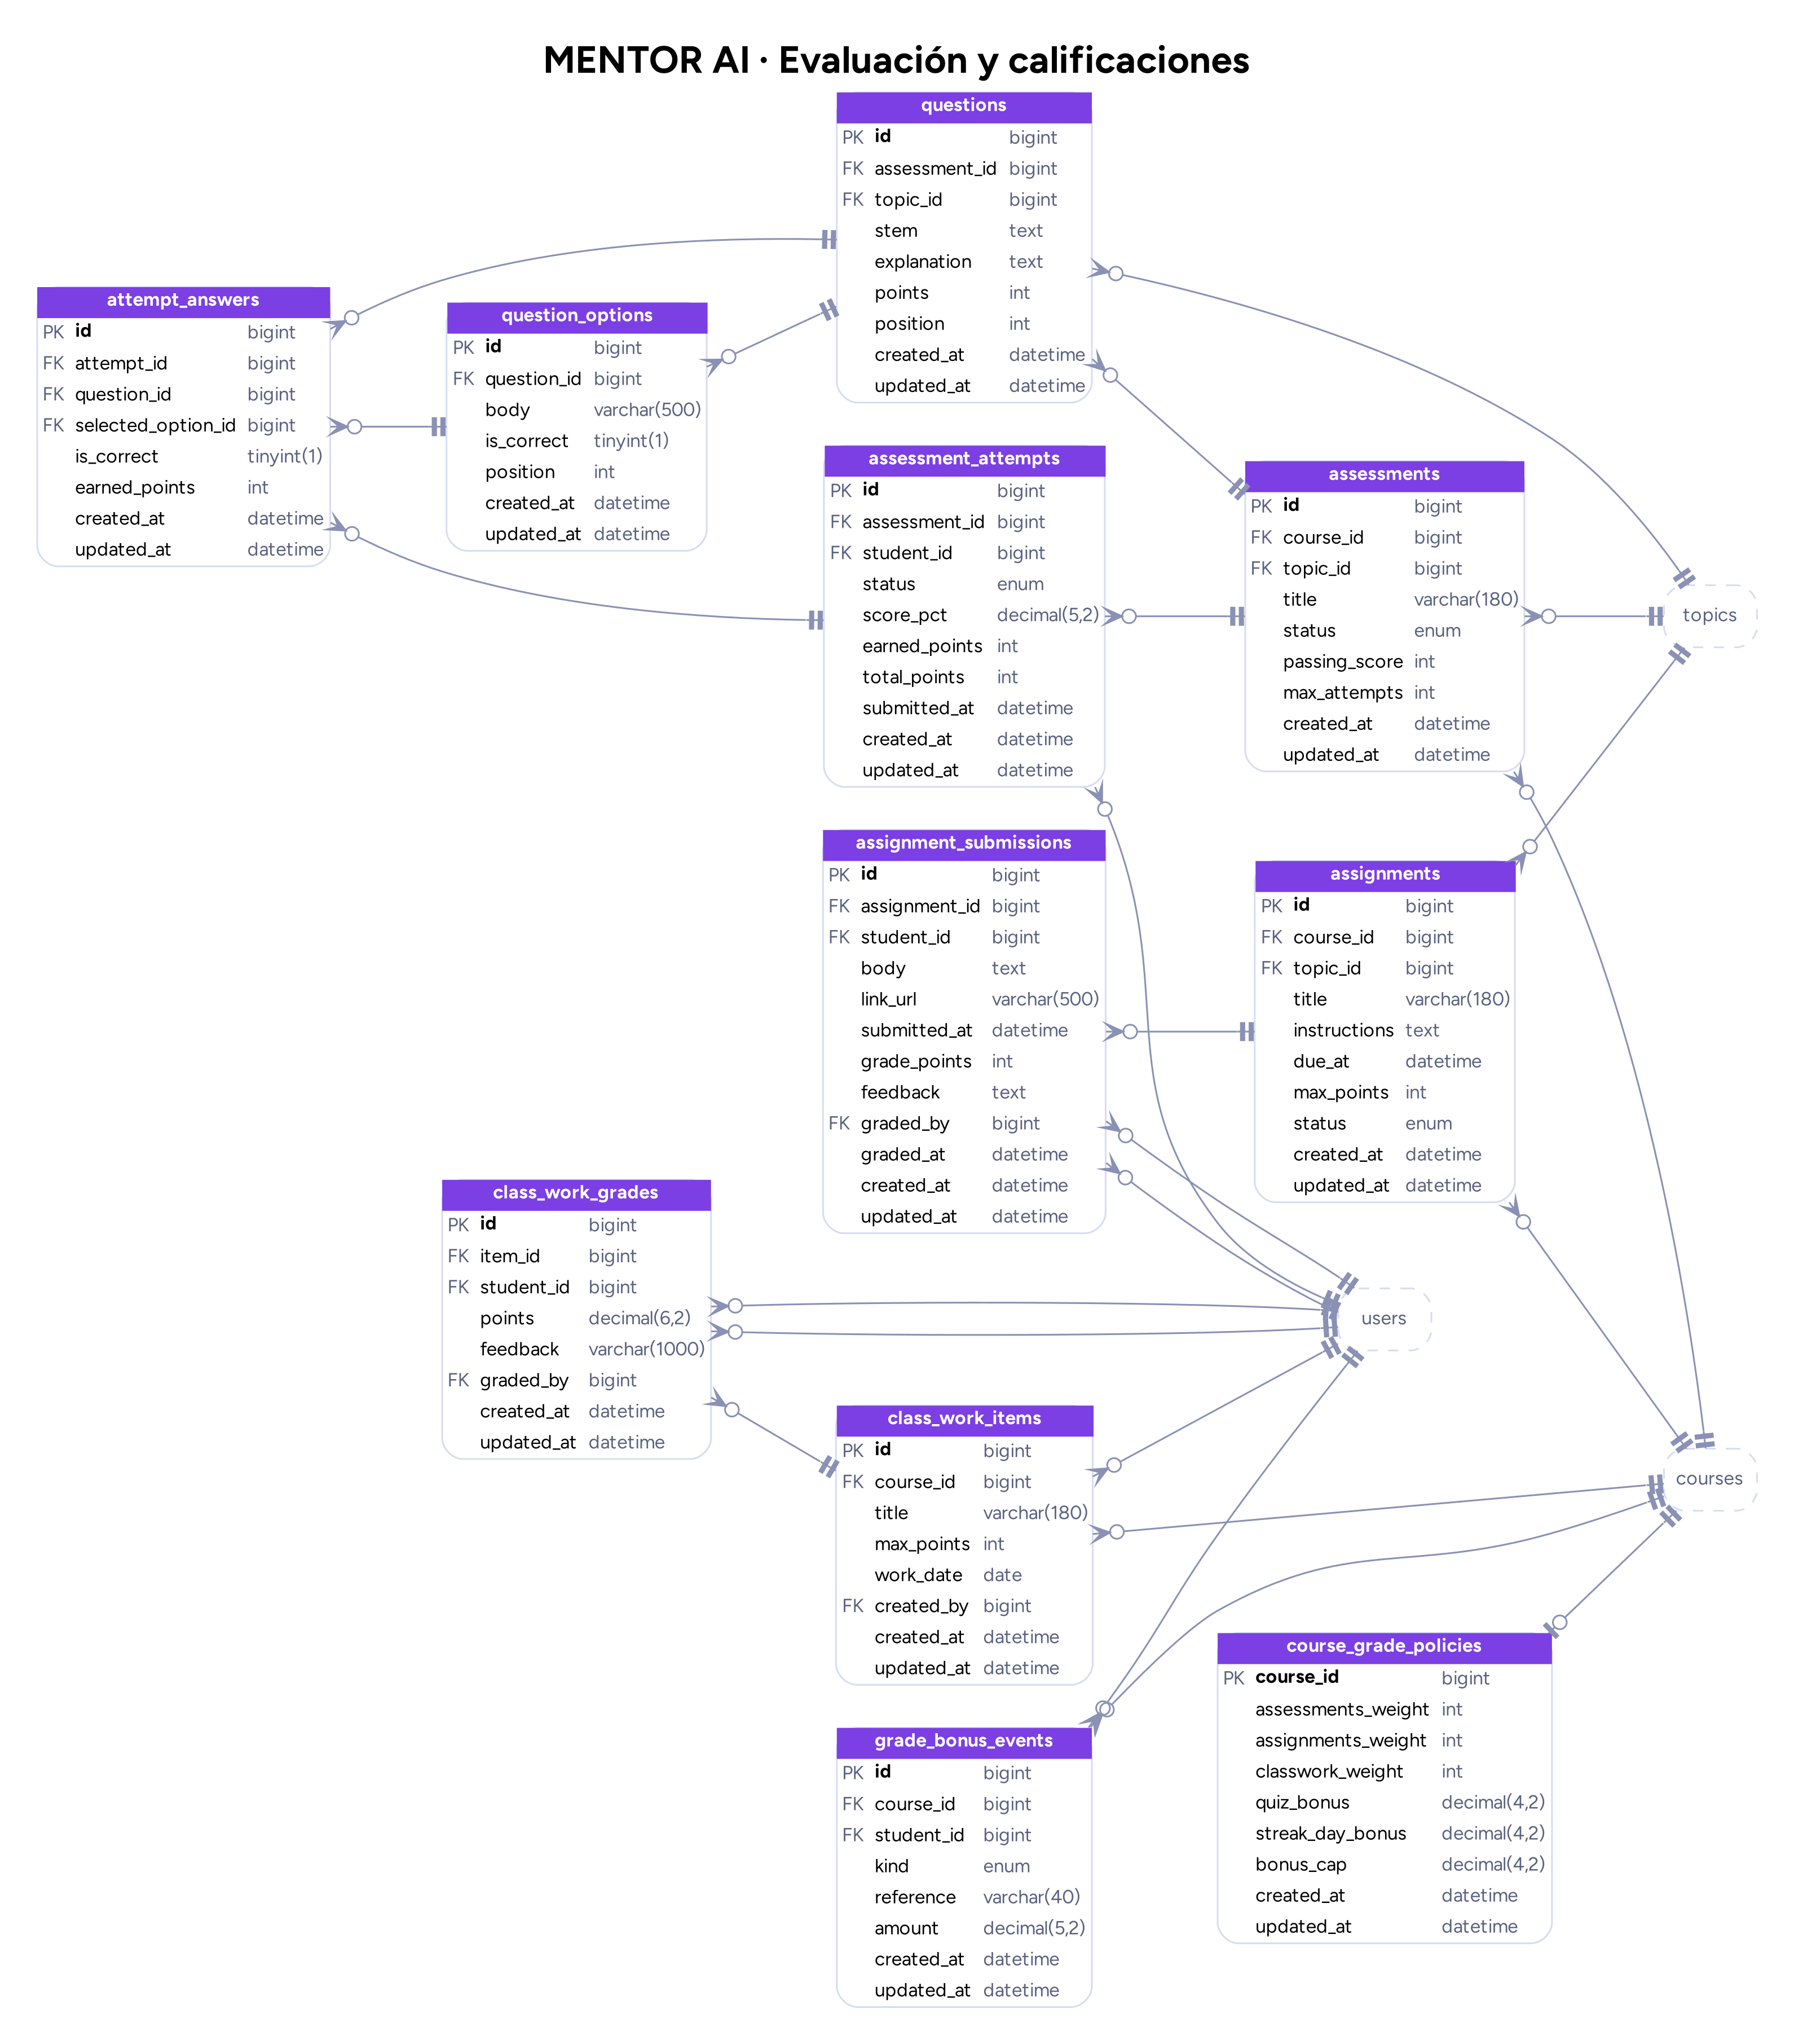 MENTOR AI · Evaluación y calificaciones
questions
PK id bigint
FK assessment_id bigint
FK topic_id bigint
stem text
explanation text
points int
position int
created_at datetime
updated_at datetime
attempt_answers
PK id bigint
FK attempt_id bigint
FK question_id bigint
FK selected_option_id bigint
is_correct tinyint(1)
earned_points int
created_at datetime
updated_at datetime
question_options
PK id bigint
FK question_id bigint
body varchar(500)
is_correct tinyint(1)
position int
created_at datetime
updated_at datetime
assessment_attempts
PK id bigint
FK assessment_id bigint
FK student_id bigint
status enum
score_pct decimal(5,2)
earned_points int
total_points int
submitted_at datetime
created_at datetime
updated_at datetime
assessments
PK id bigint
FK course_id bigint
FK topic_id bigint
title varchar(180)
status enum
passing_score int
max_attempts int
created_at datetime
updated_at datetime
topics
assignment_submissions
PK id bigint
FK assignment_id bigint
FK student_id bigint
body text
link_url varchar(500)
submitted_at datetime
grade_points int
feedback text
FK graded_by bigint
graded_at datetime
created_at datetime
updated_at datetime
assignments
PK id bigint
FK course_id bigint
FK topic_id bigint
title varchar(180)
instructions text
due_at datetime
max_points int
status enum
created_at datetime
updated_at datetime
class_work_grades
PK id bigint
FK item_id bigint
FK student_id bigint
points decimal(6,2)
feedback varchar(1000)
FK graded_by bigint
created_at datetime
updated_at datetime
users
class_work_items
PK id bigint
FK course_id bigint
title varchar(180)
max_points int
work_date date
FK created_by bigint
created_at datetime
updated_at datetime
courses
course_grade_policies
PK course_id bigint
assessments_weight int
assignments_weight int
classwork_weight int
quiz_bonus decimal(4,2)
streak_day_bonus decimal(4,2)
bonus_cap decimal(4,2)
created_at datetime
updated_at datetime
grade_bonus_events
PK id bigint
FK course_id bigint
FK student_id bigint
kind enum
reference varchar(40)
amount decimal(5,2)
created_at datetime
updated_at datetime